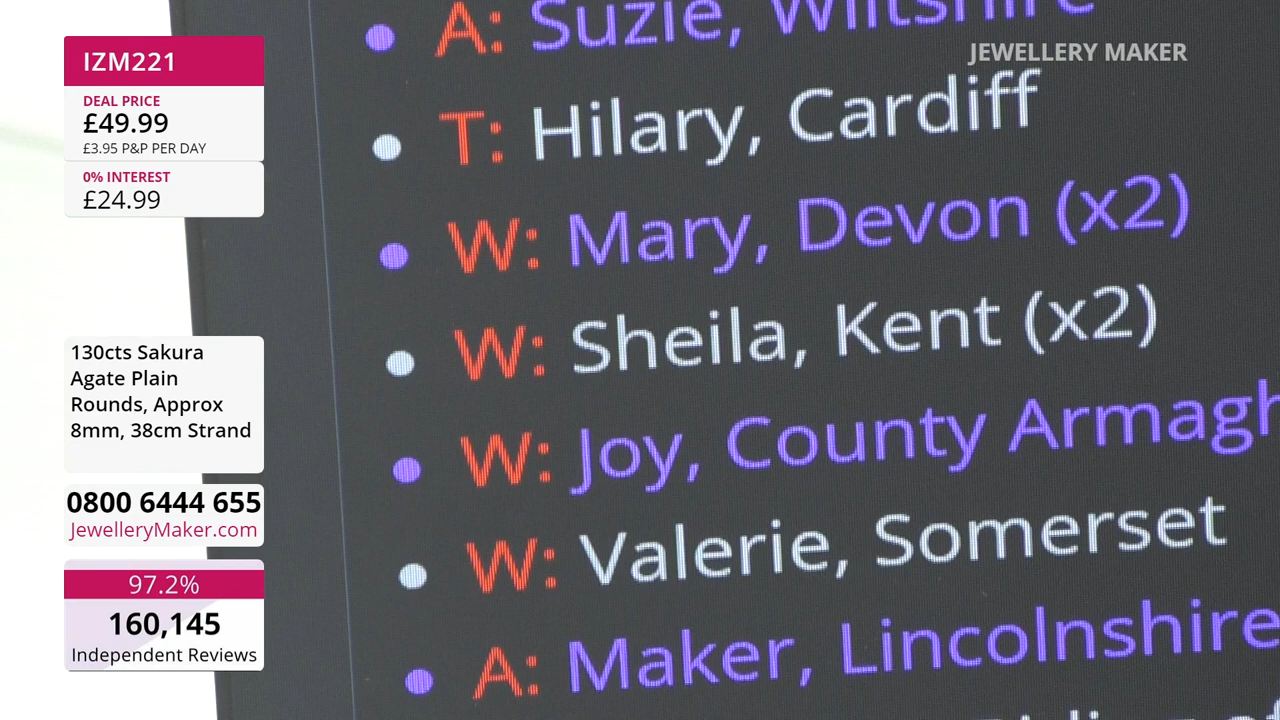 IZM221
DEAL PRICE
£49.99
£3.95 P&P PER DAY
0% INTEREST
£24.99
130cts Sakura
Agate Plain
Rounds, Approx
8mm, 38cm Strand
0800 6444 655
JewelleryMaker.com
97.2%
160,145
Independent Reviews
JEWELLERY MAKER
A: Suzie, Wiltshire
T: Hilary, Cardiff
W: Mary, Devon (x2)
W: Sheila, Kent (x2)
W: Joy, County Armagh
W: Valerie, Somerset
A: Maker, Lincolnshire